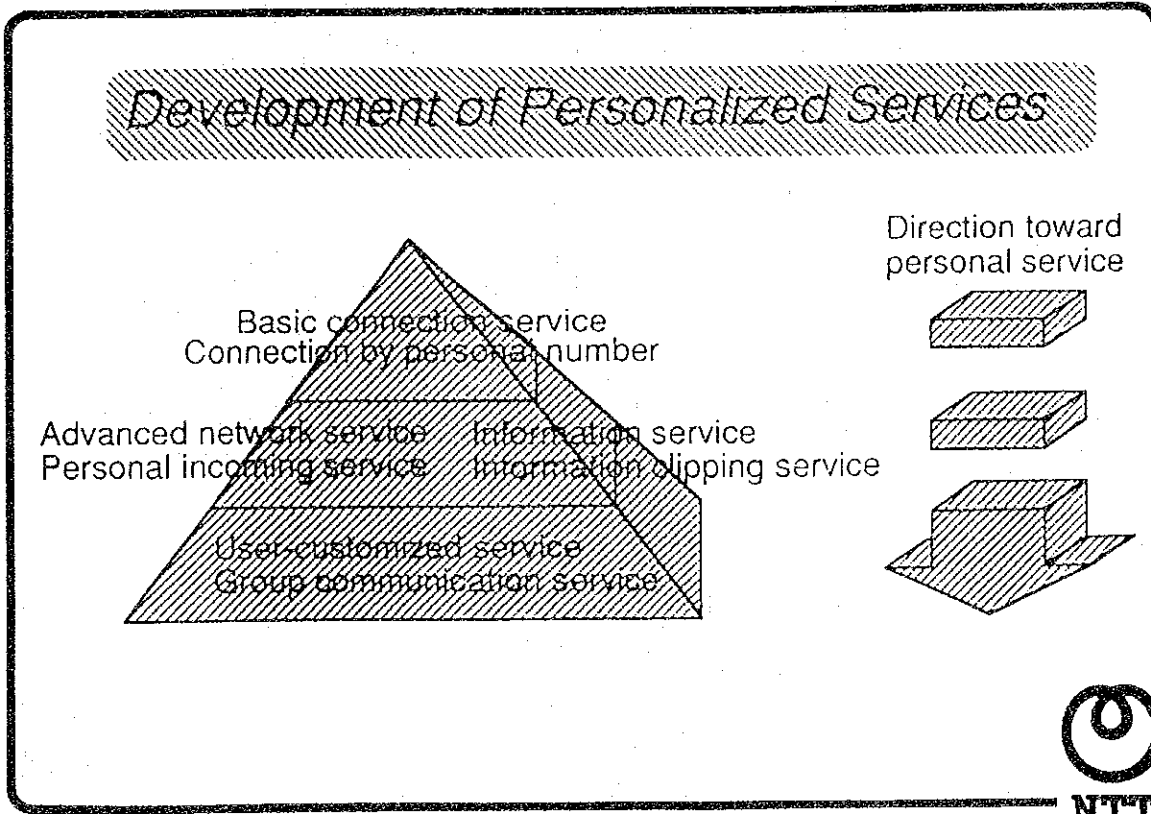 Development of Personalized Services
Direction toward
personal service
Basic connection service
Connection by personal number
Advanced network service
Personal incoming service
Information service
Information clipping service
User-customized service
Group communication service
NTT